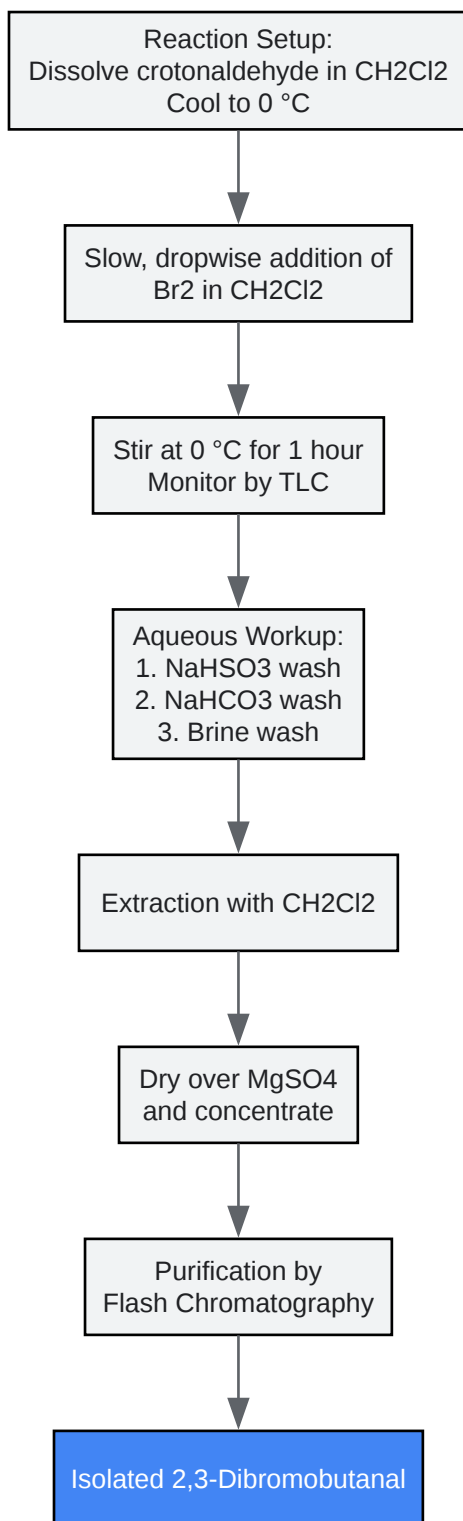 Reaction Setup:
Dissolve crotonaldehyde in CH2Cl2
Cool to 0 °C
Slow, dropwise addition of
Br2 in CH2Cl2
Stir at 0 °C for 1 hour
Monitor by TLC
Aqueous Workup:
1. NaHSO3 wash
2. NaHCO3 wash
3. Brine wash
Extraction with CH2Cl2
Dry over MgSO4
and concentrate
Purification by
Flash Chromatography
Isolated 2,3-Dibromobutanal